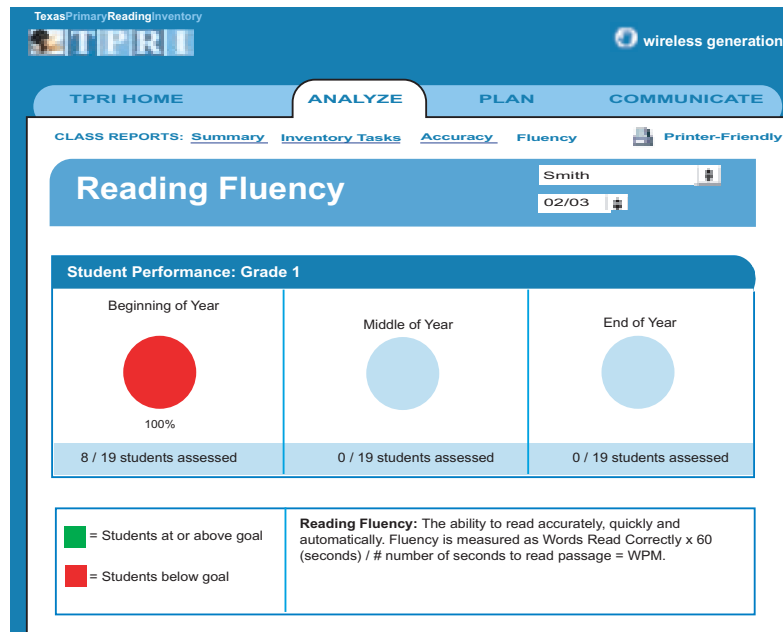 TexasPrimaryReadingInventory
TPRI
wireless generation
TPRI HOME ANALYZE PLAN COMMUNICATE
CLASS REPORTS: Summary Inventory Tasks Accuracy Fluency Printer-Friendly
Reading Fluency
Smith
02/03
Student Performance: Grade 1
Beginning of Year
Middle of Year
End of Year
100%
8 / 19 students assessed
0 / 19 students assessed
0 / 19 students assessed
= Students at or above goal
= Students below goal
Reading Fluency: The ability to read accurately, quickly and
automatically. Fluency is measured as Words Read Correctly x 60
(seconds) / # number of seconds to read passage = WPM.